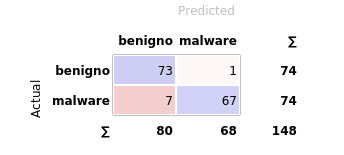 Predicted
benigno malware Σ
Actual
benigno 73 1 74
malware 7 67 74
Σ 80 68 148